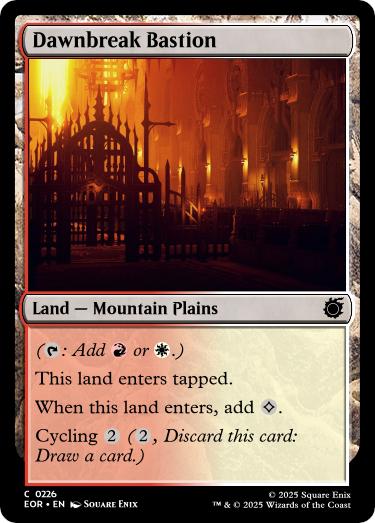 Dawnbreak Bastion
Land — Mountain Plains
(: Add or .)
This land enters tapped.
When this land enters, add .
Cycling 2 (2, Discard this card:
Draw a card.)
C 0226
EOR • EN Square Enix
© 2025 Square Enix
™ & © 2025 Wizards of the Coast